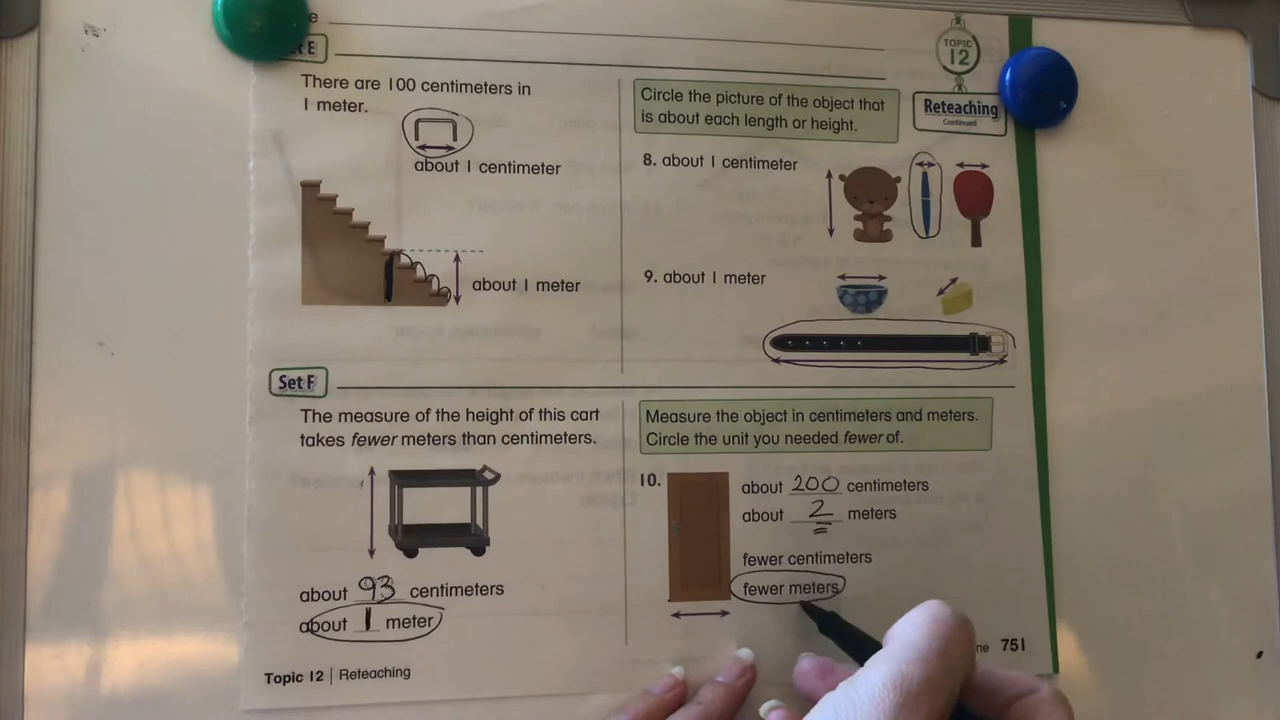 e
Set E
TOPIC
12
There are 100 centimeters in
1 meter.
about 1 centimeter
about 1 meter
Circle the picture of the object that
is about each length or height.
Reteaching
Continued
8. about 1 centimeter
9. about 1 meter
Set F
The measure of the height of this cart
takes fewer meters than centimeters.
about 93 centimeters
about 1 meter
Measure the object in centimeters and meters.
Circle the unit you needed fewer of.
10.
about 200 centimeters
about 2 meters
fewer centimeters
fewer meters
Topic 12 | Reteaching
ne 751